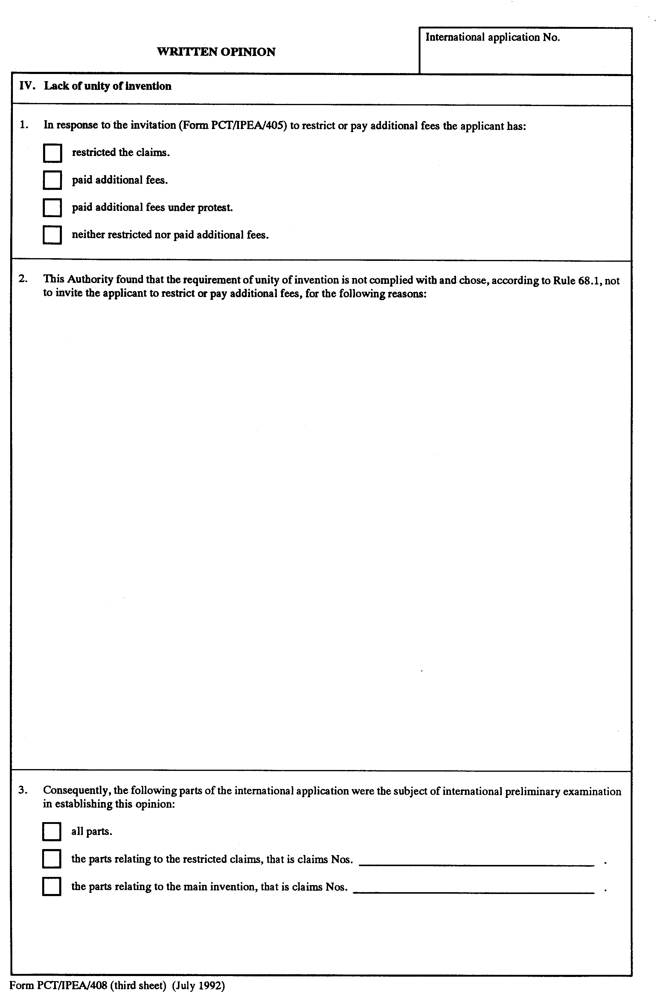 International application No.
WRITTEN OPINION
IV. Lack of unity of invention
1. In response to the invitation (Form PCT/IPEA/405) to restrict or pay additional fees the applicant has:
restricted the claims.
paid additional fees.
paid additional fees under protest.
neither restricted nor paid additional fees.
2. This Authority found that the requirement of unity of invention is not complied with and chose, according to Rule 68.1, not
to invite the applicant to restrict or pay additional fees, for the following reasons:
3. Consequently, the following parts of the international application were the subject of international preliminary examination
in establishing this opinion:
all parts.
the parts relating to the restricted claims, that is claims Nos. .
the parts relating to the main invention, that is claims Nos. .
Form PCT/IPEA/408 (third sheet) (July 1992)